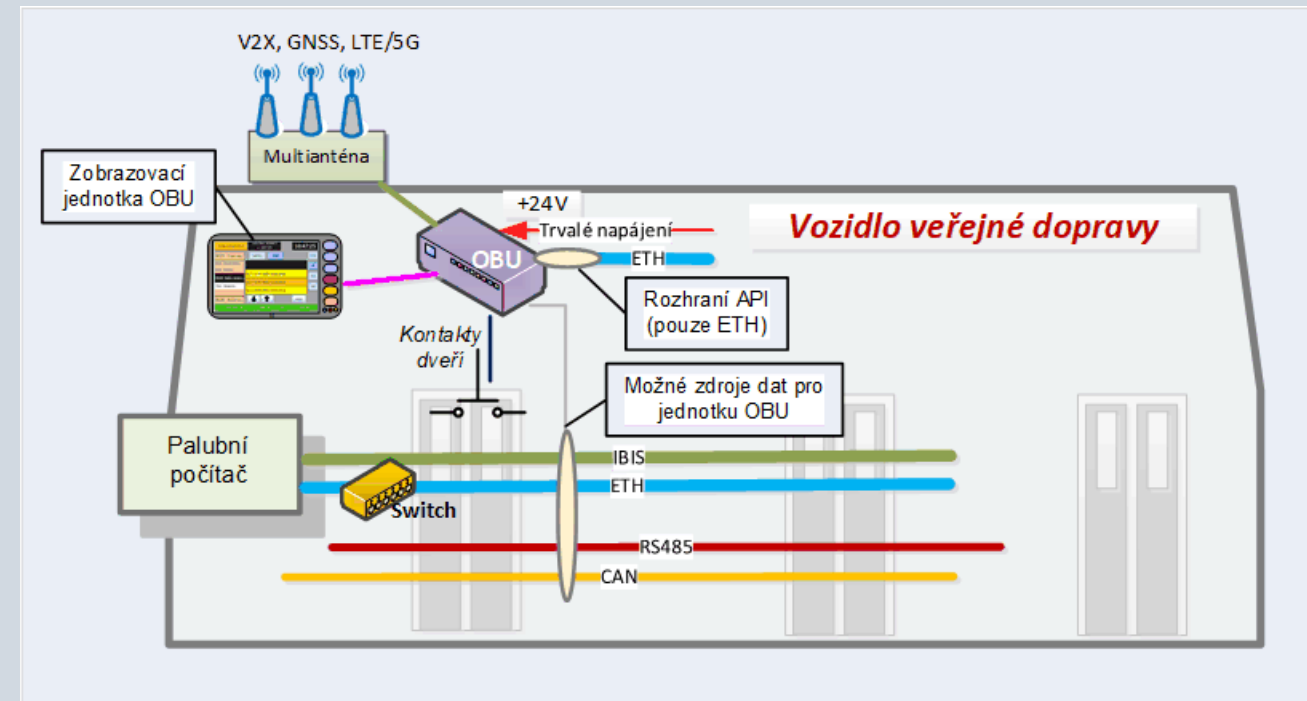 V2X, GNSS, LTE/5G
Multianténa
Zobrazovací
jednotka OBU
+24V
Trvalé napájení
Vozidlo veřejné dopravy
OBU
ETH
Rozhraní API
(pouze ETH)
Kontakty
dveří
Možné zdroje dat pro
jednotku OBU
Palubní
počítač
IBIS
ETH
Switch
RS485
CAN